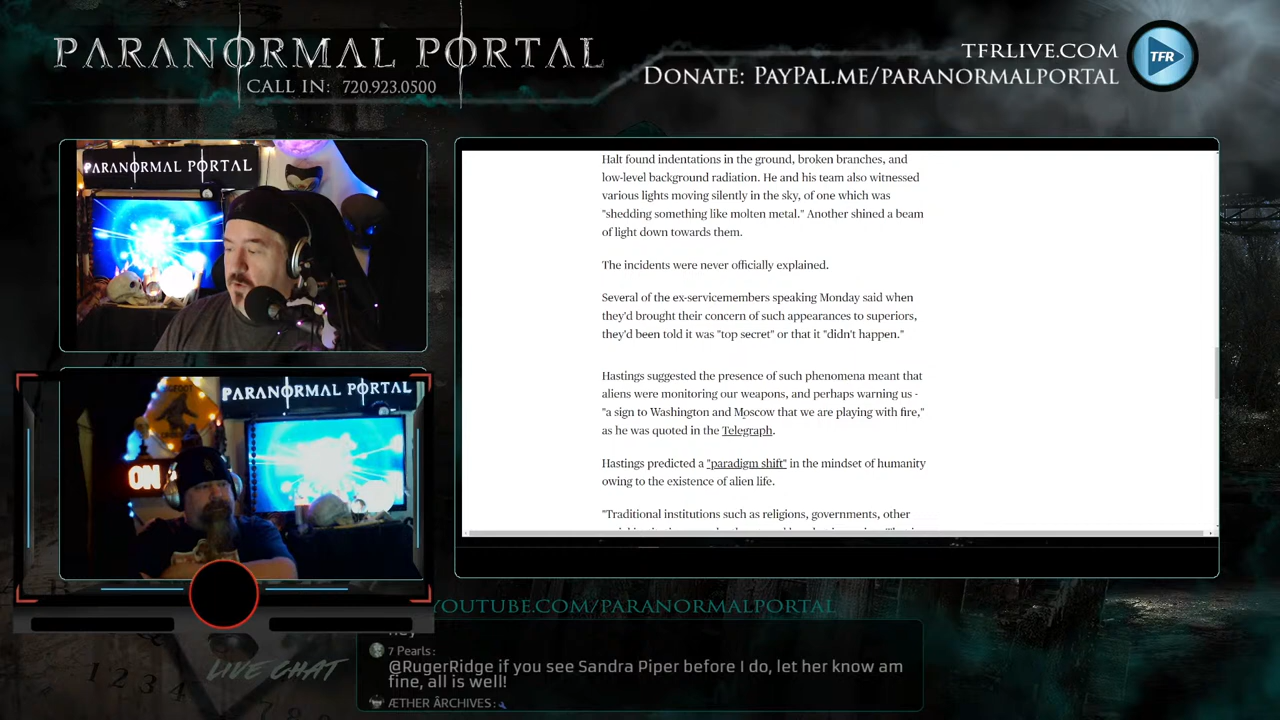 PARANORMAL PORTAL
CALL IN: 720.923.0500
TFRLIVE.COM
DONATE: PAYPAL.ME/PARANORMALPORTAL
TFR
PARANORMAL PORTAL
PARANORMAL PORTAL
BIGFOOT
ON
Halt found indentations in the ground, broken branches, and
low-level background radiation. He and his team also witnessed
various lights moving silently in the sky, of one which was
"shedding something like molten metal." Another shined a beam
of light down towards them.
The incidents were never officially explained.
Several of the ex-servicemembers speaking Monday said when
they'd brought their concern of such appearances to superiors,
they'd been told it was "top secret" or that it "didn't happen."
Hastings suggested the presence of such phenomena meant that
aliens were monitoring our weapons, and perhaps warning us -
"a sign to Washington and Moscow that we are playing with fire,"
as he was quoted in the Telegraph.
Hastings predicted a "paradigm shift" in the mindset of humanity
owing to the existence of alien life.
"Traditional institutions such as religions, governments, other
YOUTUBE.COM/PARANORMALPORTAL
LIVE CHAT
1 2 3 4
hey
7 Pearls:
@RugerRidge if you see Sandra Piper before I do, let her know am
fine, all is well!
ÆTHER ÂRCHIVES: